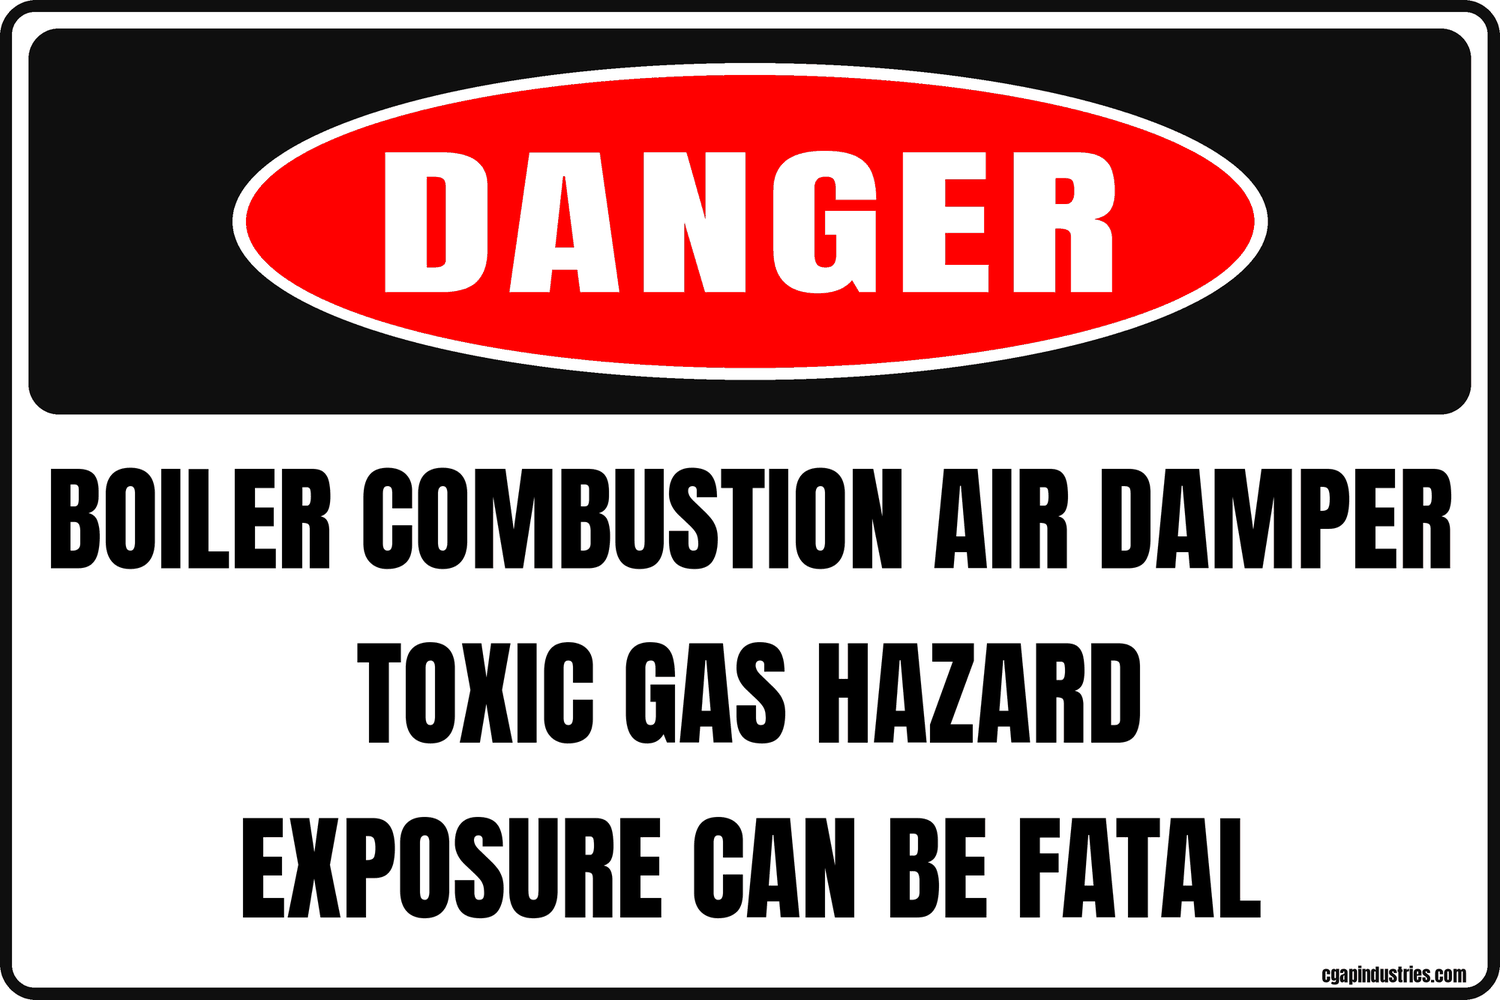 DANGER
BOILER COMBUSTION AIR DAMPER
TOXIC GAS HAZARD
EXPOSURE CAN BE FATAL
cgapindustries.com